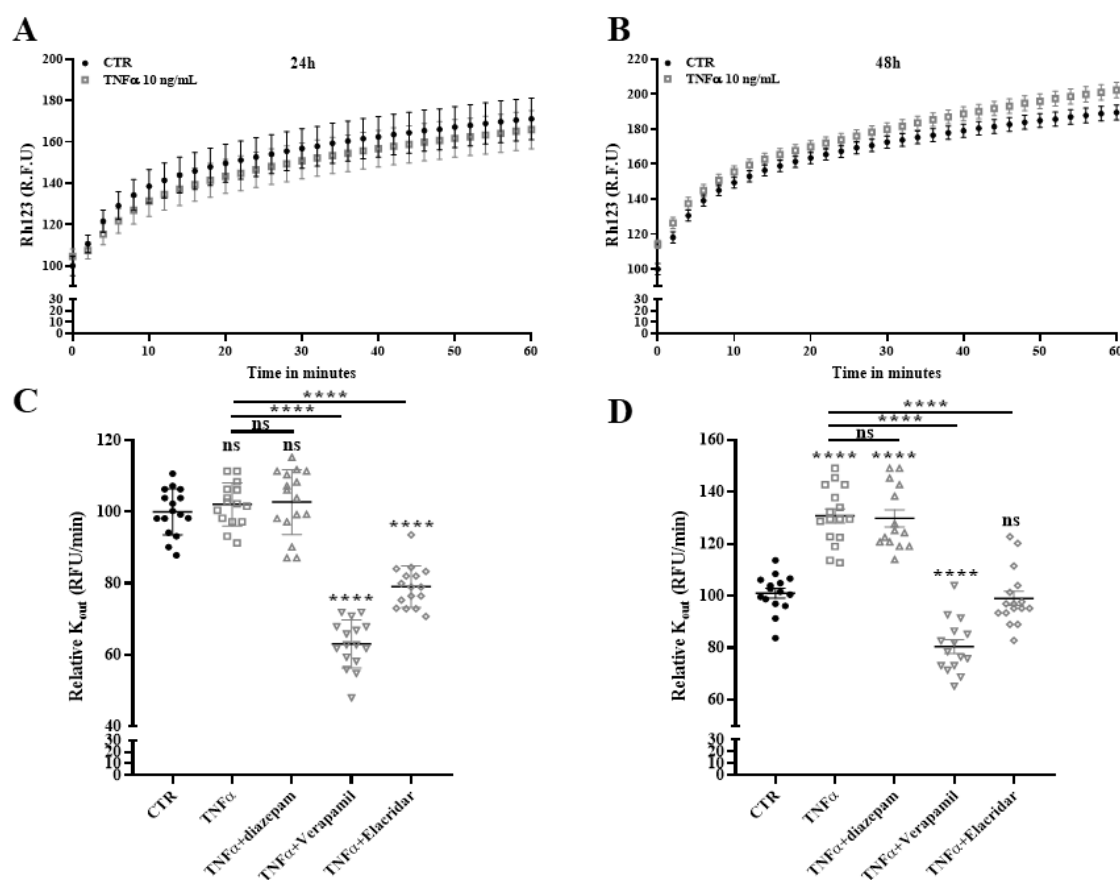 A
24h
CTR
TNFα 10 ng/mL
Rh123 (R.F.U)
200
180
160
140
120
100
30
20
10
0
0 10 20 30 40 50 60
Time in minutes
B
48h
CTR
TNFα 10 ng/mL
Rh123 (R.F.U)
220
200
180
160
140
120
100
30
20
10
0
0 10 20 30 40 50 60
Time in minutes
C
****
****
ns
ns ns
****
****
Relative Kout (RFU/min)
120
100
80
60
40
30
20
10
0
CTR
TNFα
TNFα+diazepam
TNFα+Verapamil
TNFα+Elacridar
D
****
****
ns
**** ****
ns
****
Relative Kout (RFU/min)
160
140
120
100
80
60
30
20
10
0
CTR
TNFα
TNFα+diazepam
TNFα+Verapamil
TNFα+Elacridar